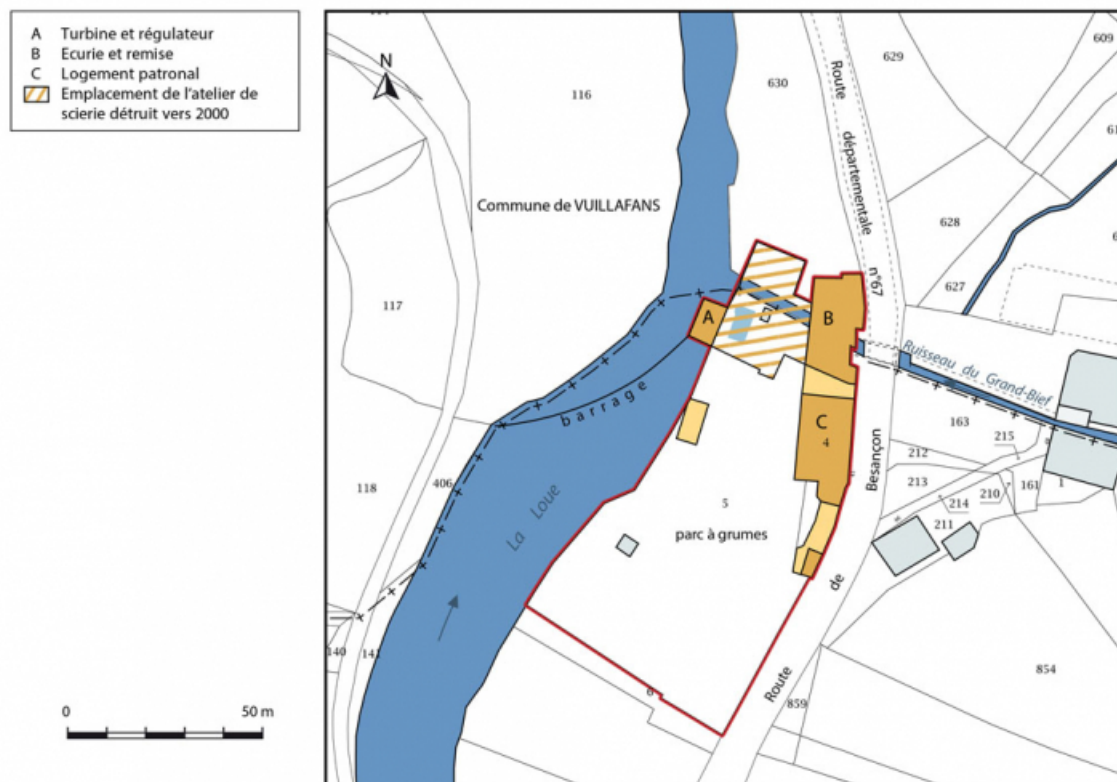 A Turbine et régulateur
B Ecurie et remise
C Logement patronal
Emplacement de l'atelier de
scierie détruit vers 2000
N
116
630
629
609
Route
départementale
n°67
Commune de VUILLAFANS
628
627
117
A
B
Ruisseau du Grand-Bief
barrage
C
4
163
215
212
213
214
210
161
1
211
118
406
La Loue
5
parc à grumes
Besançon
de
Route
140
141
6
859
854
0 50 m